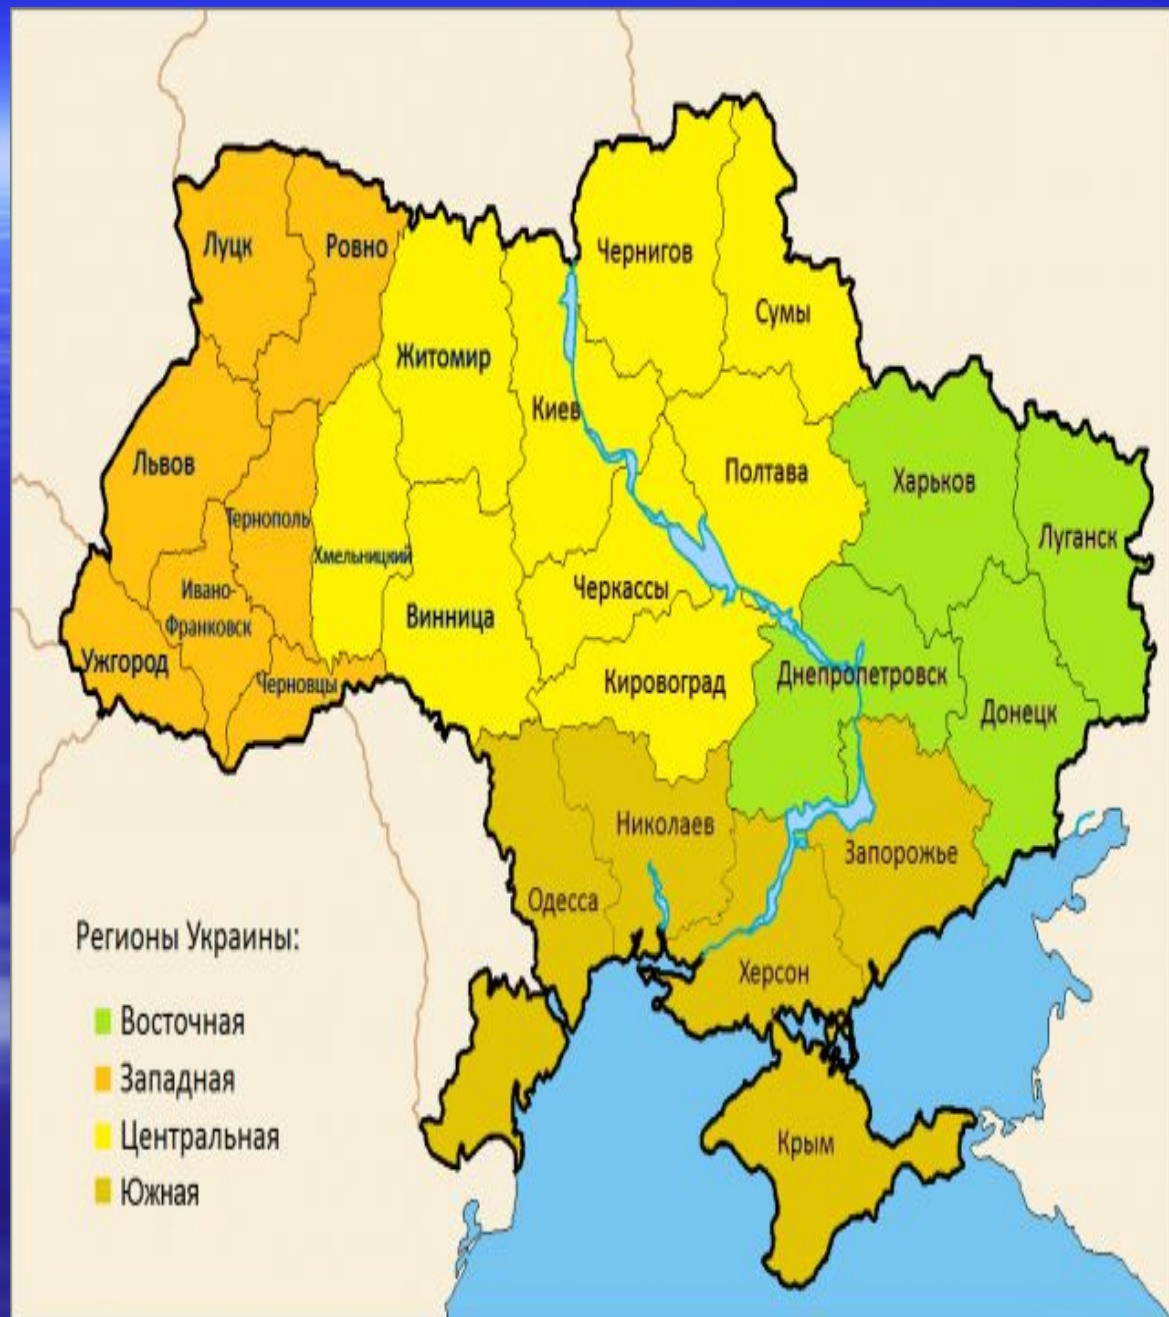 Луцк
Ровно
Чернигов
Сумы
Житомир
Киев
Львов
Полтава
Харьков
Тернополь
Луганск
Хмельницкий
Ивано-
Франковск
Черкассы
Винница
Ужгород
Черновцы
Кировоград
Днепропетровск
Донецк
Николаев
Запорожье
Одесса
Херсон
Крым
Регионы Украины:
Восточная
Западная
Центральная
Южная